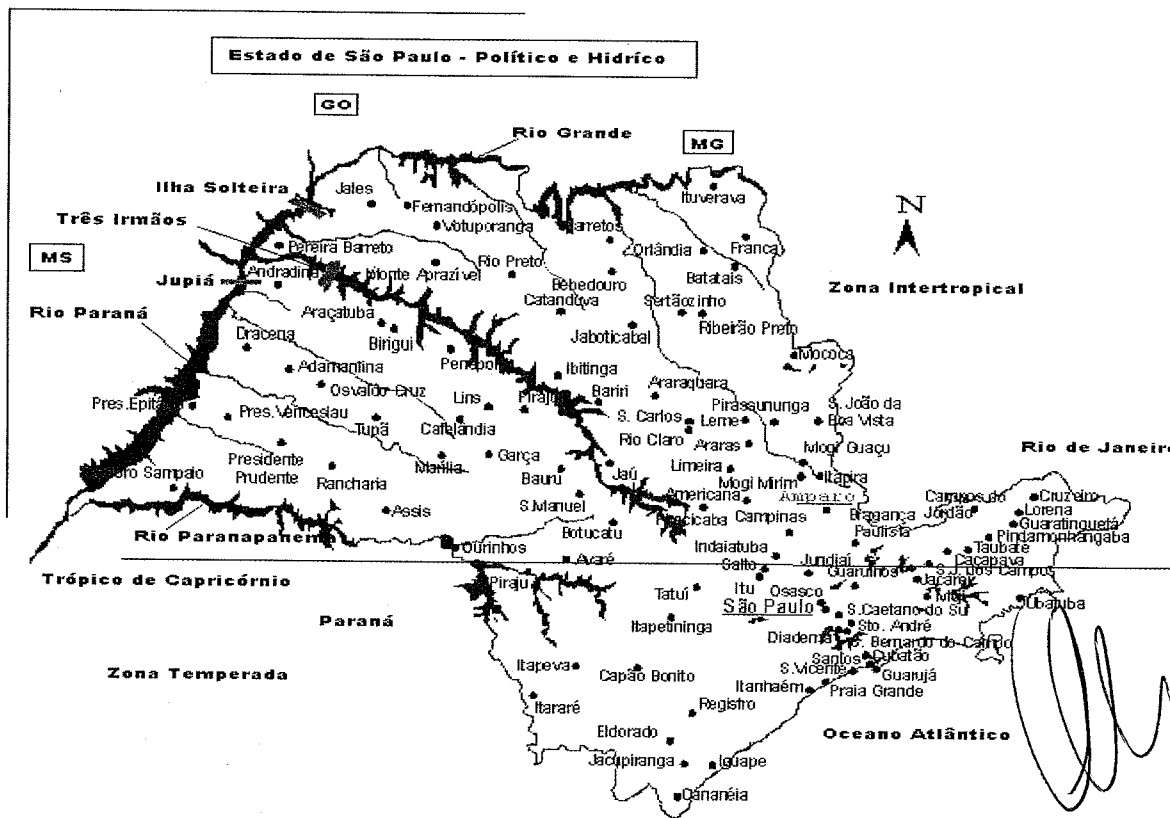 Estado de São Paulo - Político e Hidríco
GO
Rio Grande
MG
Ilha Solteira
Jales
Fernandópolis
Ituverava
N
Três Irmãos
Votuporanga
Barretos
MS
Pereira Barreto
Orlândia
Franca
Andradina
Monte Aprazível
Rio Preto
Bebedouro
Batatais
Jupiá
Zona Intertropical
Catanduva
Sertãozinho
Rio Paraná
Araçatuba
Birigui
Jaboticabal
Ribeirão Preto
Dracena
Mococa
Adamantina
Ibitinga
Osvaldo Cruz
Bariri
Araraquara
Pres.Venceslau
Lins
S. Carlos
Pirassununga
S. João da
Boa Vista
Tupã
Cafelândia
Leme
Rio Claro
Araras
Mogi Guaçu
Rio de Janeiro
Presidente
Prudente
Rancharia
Marília
Garça
Bauru
Jaú
Limeira
Mogi Mirim
Itapira
S.Manuel
Americana
Amparo
Campos do
Jordão
Cruzeiro
Lorena
Assis
Botucatu
Campinas
Bragança
Paulista
Guaratinguetá
Pindamonhangaba
Rio Paranapanema
Ourinhos
Indaiatuba
Taubaté
Trópico de Capricórnio
Avaré
Salto
Jundiaí
Guarulhos
Caçapava
S.J. dos Campos
Jacareí
Piraju
Tatuí
Itu
Osasco
Ubatuba
Paraná
São Paulo
S.Caetano do Sul
Itapetininga
Sto. André
Diadema
S. Bernardo do Campo
Zona Temperada
Itapeva
Capão Bonito
Santos
Cubatão
S.Vicente
Guarujá
Itanhaém
Praia Grande
Itararé
Registro
Eldorado
Oceano Atlântico
Jacupiranga
Iguape
Cananéia